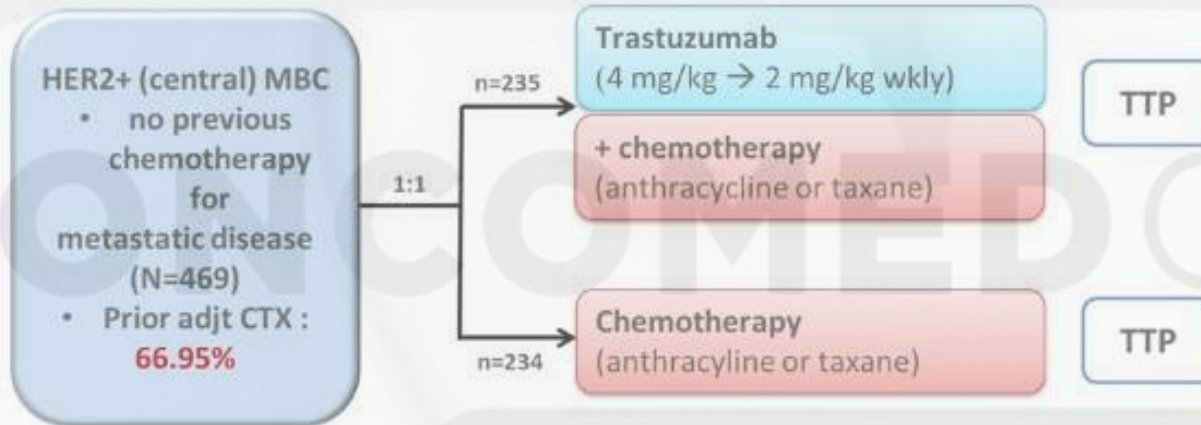 HER2+ (central) MBC
• no previous
chemotherapy
for
metastatic disease
(N=469)
• Prior adjt CTX :
66.95%
1:1
n=235
Trastuzumab
(4 mg/kg → 2 mg/kg wkly)
+ chemotherapy
(anthracycline or taxane)
TTP
n=234
Chemotherapy
(anthracyline or taxane)
TTP
ONCOMED